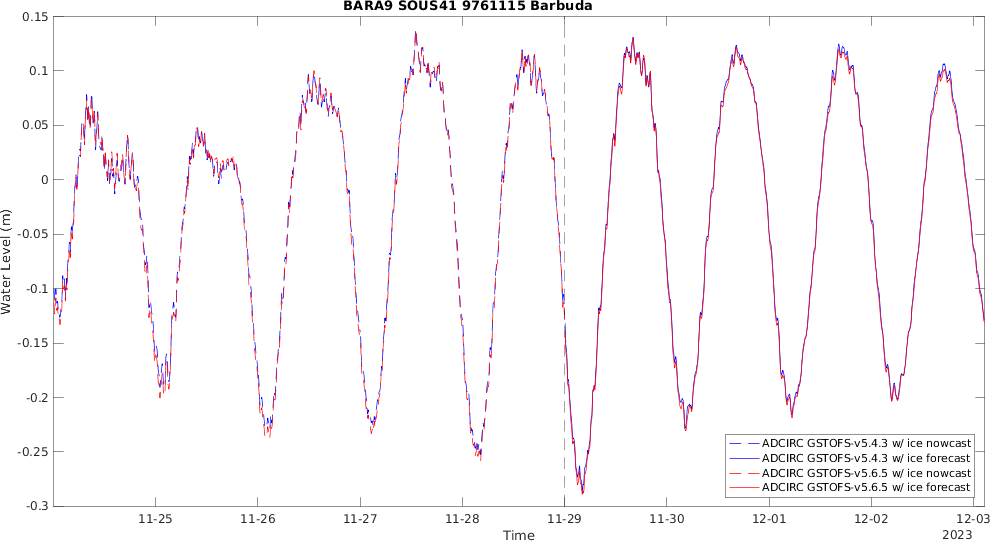 BARA9 SOUS41 9761115 Barbuda
0.15
0.1
0.05
0
-0.05
-0.1
-0.15
-0.2
-0.25
-0.3
Water Level (m)
11-25
11-26
11-27
11-28
11-29
11-30
12-01
12-02
12-03
Time
2023
ADCIRC GSTOFS-v5.4.3 w/ ice nowcast
ADCIRC GSTOFS-v5.4.3 w/ ice forecast
ADCIRC GSTOFS-v5.6.5 w/ ice nowcast
ADCIRC GSTOFS-v5.6.5 w/ ice forecast